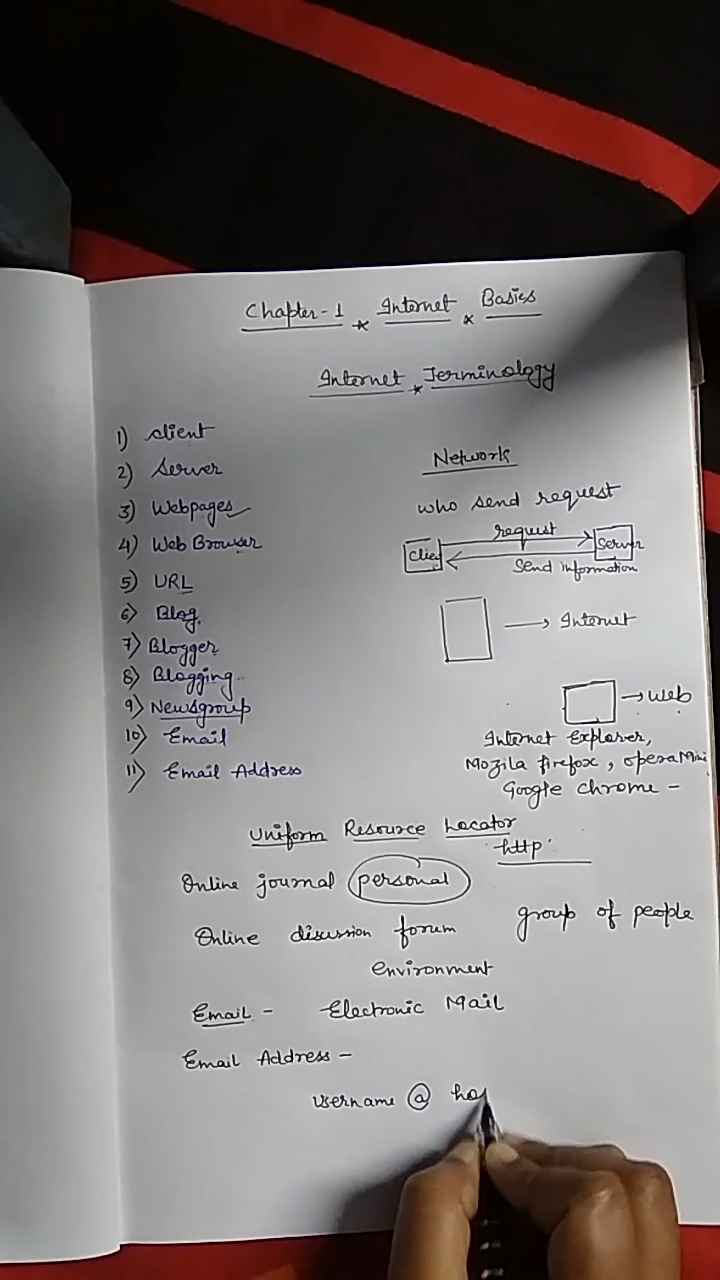 Chapter-1 * Internet * Basics
Internet * Terminology
1) client
2) Server
3) Webpages
4) Web Browser
5) URL
6) Blog
7) Blogger
8) Blogging
9) Newsgroup
10) Email
11) Email Address
Network
who send request
request
Client
Server
Send information
→ Internet
→ Web
Internet Explorer,
Mozila firefox, opera Mini
Google chrome -
Uniform Resource Locator
http:
Online journal personal
Online discussion forum group of people
environment
Email - Electronic Mail
Email Address -
Username @ hos